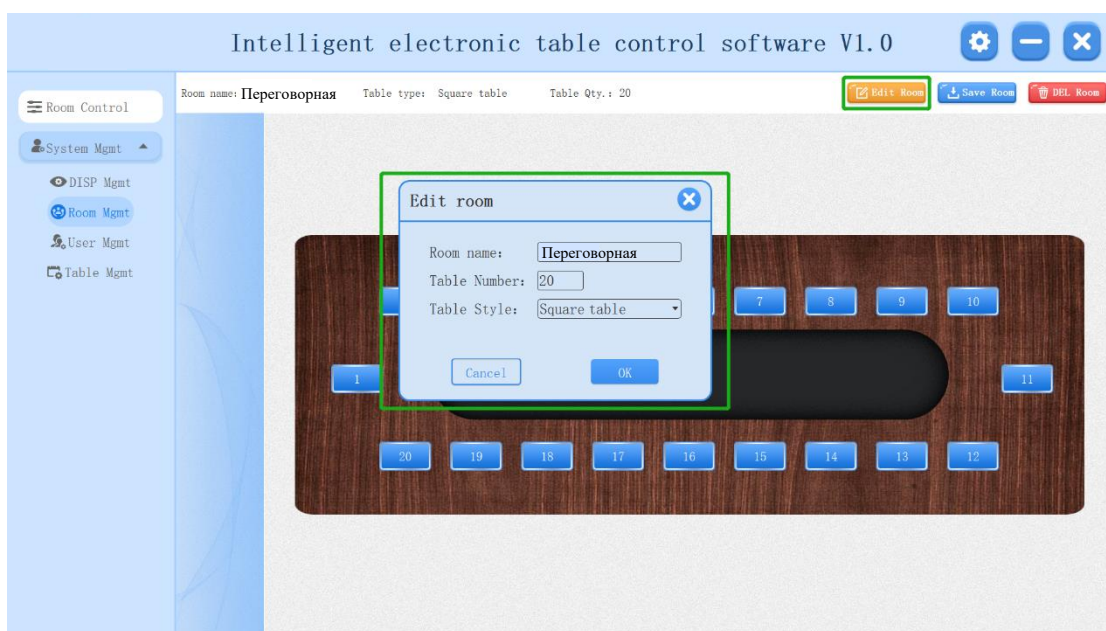 Intelligent electronic table control software V1.0
Room name: Переговорная Table type: Square table Table Qty.: 20
Edit Room Save Room DEL Room
Room Control
System Mgmt
DISP Mgmt
Room Mgmt
User Mgmt
Table Mgmt
Edit room
Room name: Переговорная
Table Number: 20
Table Style: Square table
Cancel OK
7 8 9 10
1 11
20 19 18 17 16 15 14 13 12